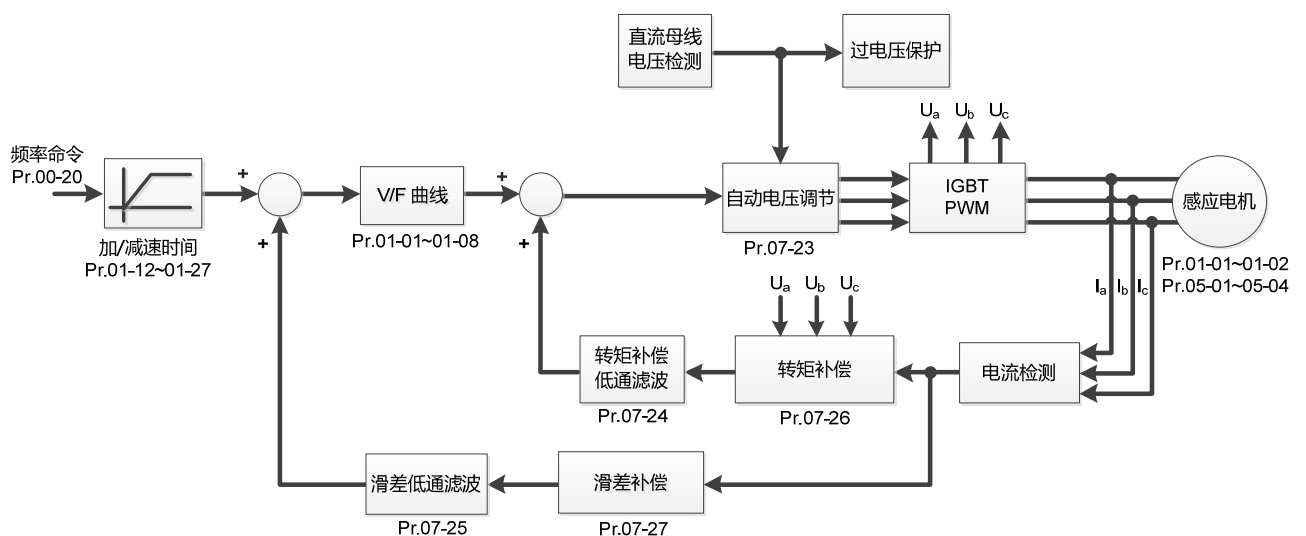 直流母线
电压检测
过电压保护
Ua Ub Uc
频率命令
Pr.00-20
+
+
V/F 曲线
自动电压调节
IGBT
PWM
感应电机
加/减速时间
Pr.01-12~01-27
+
Pr.01-01~01-08
+
Pr.07-23
Pr.01-01~01-02
Pr.05-01~05-04
Ua Ub Uc
Ia Ib Ic
转矩补偿
低通滤波
转矩补偿
电流检测
Pr.07-24
Pr.07-26
滑差低通滤波
滑差补偿
Pr.07-25
Pr.07-27